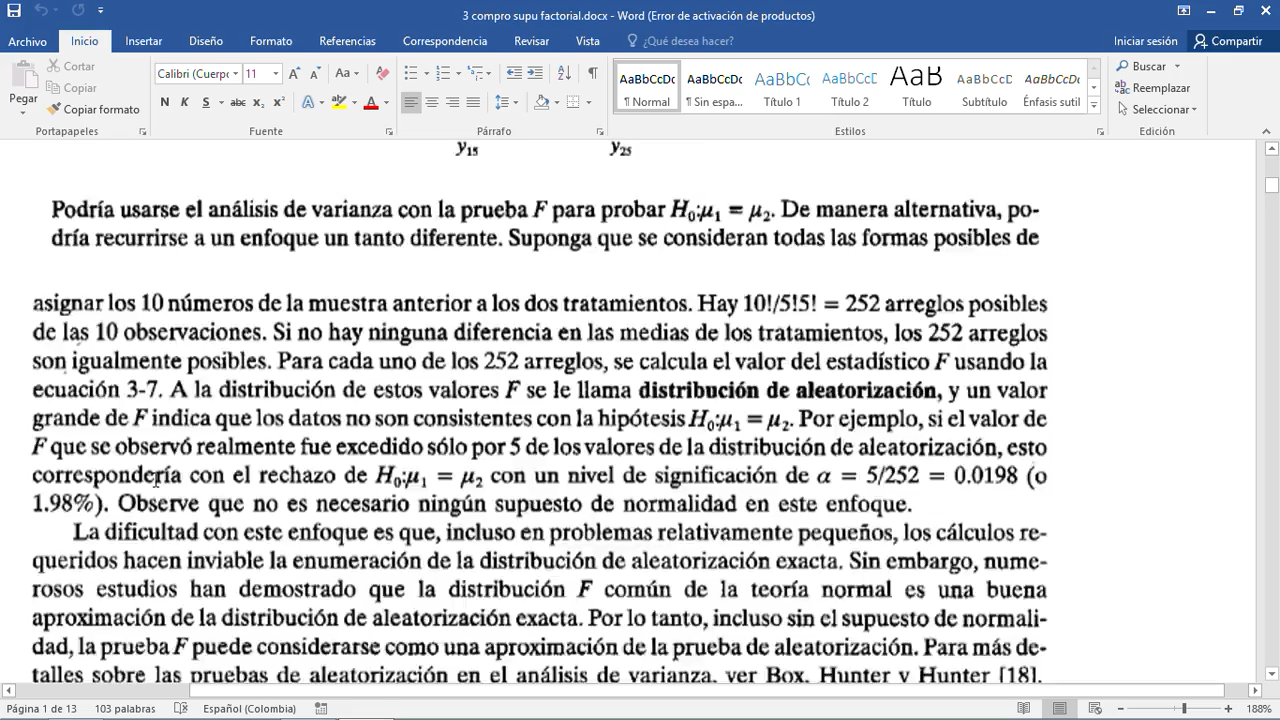 3 compro supu factorial.docx - Word (Error de activación de productos)
Archivo Inicio Insertar Diseño Formato Referencias Correspondencia Revisar Vista ¿Qué desea hacer? Iniciar sesión Compartir
Pegar
Cortar
Copiar
Copiar formato
Portapapeles
Calibri (Cuerpo 11 Aa
N K S abc x₂ x² A A
Fuente
Párrafo
AaBbCcDc AaBbCcDc AaBbCcD AaBbCcD AaB AaBbCcD AaBbCcDc
¶ Normal ¶ Sin espa... Título 1 Título 2 Título Subtítulo Énfasis sutil
Estilos
Buscar
Reemplazar
Seleccionar
Edición
y₁₅ y₂₅
Podría usarse el análisis de varianza con la prueba F para probar H₀:μ₁ = μ₂. De manera alternativa, po-
dría recurrirse a un enfoque un tanto diferente. Suponga que se consideran todas las formas posibles de
asignar los 10 números de la muestra anterior a los dos tratamientos. Hay 10!/5!5! = 252 arreglos posibles
de las 10 observaciones. Si no hay ninguna diferencia en las medias de los tratamientos, los 252 arreglos
son igualmente posibles. Para cada uno de los 252 arreglos, se calcula el valor del estadístico F usando la
ecuación 3-7. A la distribución de estos valores F se le llama distribución de aleatorización, y un valor
grande de F indica que los datos no son consistentes con la hipótesis H₀:μ₁ = μ₂. Por ejemplo, si el valor de
F que se observó realmente fue excedido sólo por 5 de los valores de la distribución de aleatorización, esto
correspondería con el rechazo de H₀:μ₁ = μ₂ con un nivel de significación de α = 5/252 = 0.0198 (o
1.98%). Observe que no es necesario ningún supuesto de normalidad en este enfoque.
La dificultad con este enfoque es que, incluso en problemas relativamente pequeños, los cálculos re-
queridos hacen inviable la enumeración de la distribución de aleatorización exacta. Sin embargo, nume-
rosos estudios han demostrado que la distribución F común de la teoría normal es una buena
aproximación de la distribución de aleatorización exacta. Por lo tanto, incluso sin el supuesto de normali-
dad, la prueba F puede considerarse como una aproximación de la prueba de aleatorización. Para más de-
talles sobre las pruebas de aleatorización en el análisis de varianza, ver Box, Hunter y Hunter [18].
Página 1 de 13 103 palabras Español (Colombia) 188%